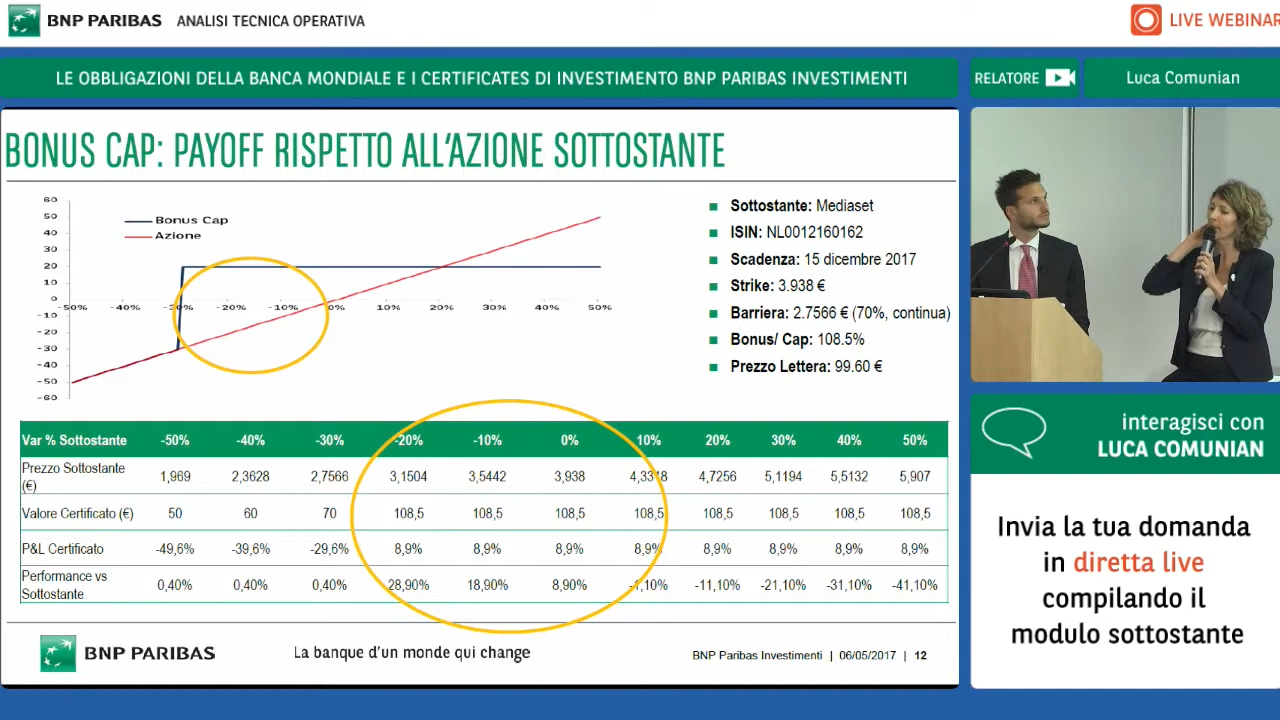 BNP PARIBAS ANALISI TECNICA OPERATIVA
LIVE WEBINAR
LE OBBLIGAZIONI DELLA BANCA MONDIALE E I CERTIFICATES DI INVESTIMENTO BNP PARIBAS INVESTIMENTI
RELATORE
Luca Comunian
BONUS CAP: PAYOFF RISPETTO ALL'AZIONE SOTTOSTANTE
60
50
40
30
20
10
0
-10
-20
-30
-40
-50
-60
Bonus Cap
Azione
-50% -40% -30% -20% -10% 0% 10% 20% 30% 40% 50%
Sottostante: Mediaset
ISIN: NL0012160162
Scadenza: 15 dicembre 2017
Strike: 3.938 €
Barriera: 2.7566 € (70%, continua)
Bonus/ Cap: 108.5%
Prezzo Lettera: 99.60 €
Var % Sottostante -50% -40% -30% -20% -10% 0% 10% 20% 30% 40% 50%
Prezzo Sottostante
(€) 1,969 2,3628 2,7566 3,1504 3,5442 3,938 4,3318 4,7256 5,1194 5,5132 5,907
Valore Certificato (€) 50 60 70 108,5 108,5 108,5 108,5 108,5 108,5 108,5 108,5
P&L Certificato -49,6% -39,6% -29,6% 8,9% 8,9% 8,9% 8,9% 8,9% 8,9% 8,9% 8,9%
Performance vs
Sottostante 0,40% 0,40% 0,40% 28,90% 18,90% 8,90% -1,10% -11,10% -21,10% -31,10% -41,10%
BNP PARIBAS
La banque d'un monde qui change
BNP Paribas Investimenti | 06/05/2017 | 12
interagisci con
LUCA COMUNIAN
Invia la tua domanda
in diretta live
compilando il
modulo sottostante